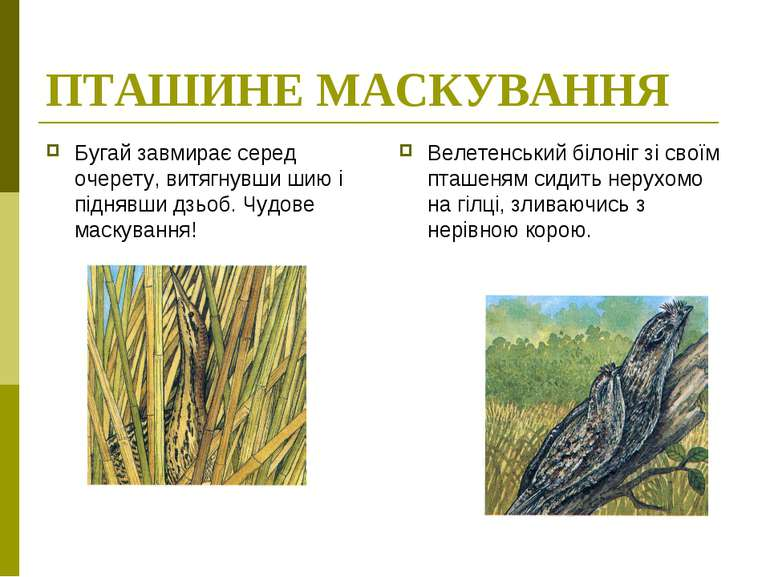 ПТАШИНЕ МАСКУВАННЯ
Бугай завмирає серед
очерету, витягнувши шию і
піднявши дзьоб. Чудове
маскування!
Велетенський білоніг зі своїм
пташеням сидить нерухомо
на гілці, зливаючись з
нерівною корою.